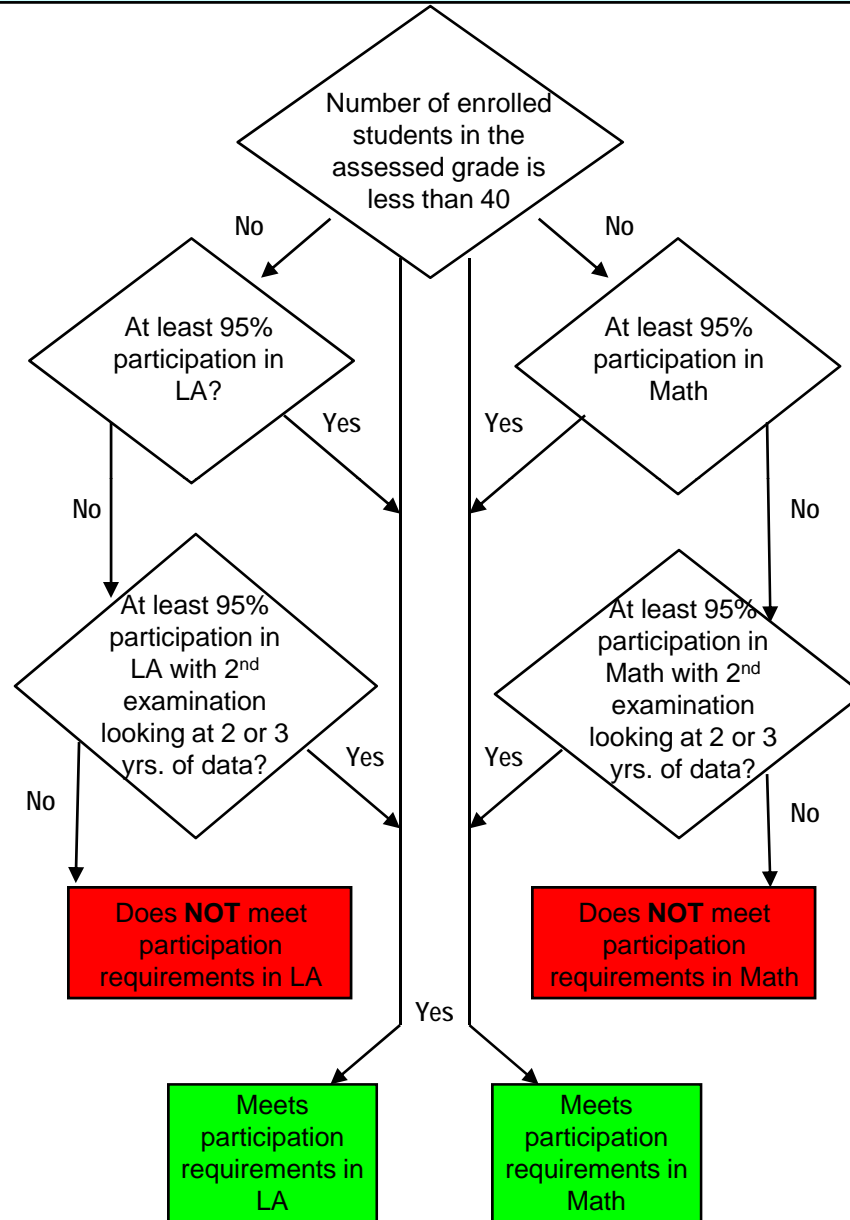 Number of enrolled
students in the
assessed grade is
less than 40
No
No
At least 95%
participation in
LA?
At least 95%
participation in
Math
Yes
Yes
No
No
At least 95%
participation in
LA with 2nd
examination
looking at 2 or 3
yrs. of data?
At least 95%
participation in
Math with 2nd
examination
looking at 2 or 3
yrs. of data?
Yes
Yes
No
No
Does NOT meet
participation
requirements in LA
Does NOT meet
participation
requirements in Math
Yes
Meets
participation
requirements in
LA
Meets
participation
requirements in
Math